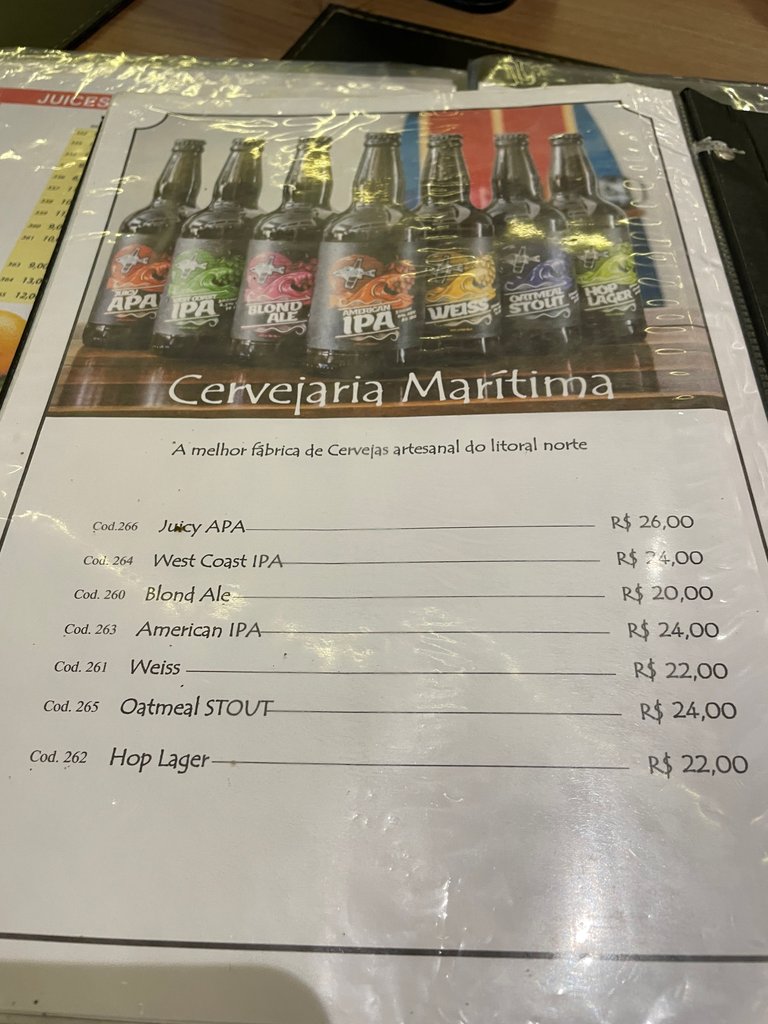 JUICES
JUICY
APA
WEST COAST
IPA
BLOND
ALE
AMERICAN
IPA
WEISS
OATMEAL
STOUT
HOP
LAGER
Cervejaria Marítima
A melhor fábrica de Cervejas artesanal do litoral norte
Cod.266 Juicy APA R$ 26,00
Cod. 264 West Coast IPA R$ 24,00
Cod. 260 Blond Ale R$ 20,00
Cod. 263 American IPA R$ 24,00
Cod. 261 Weiss R$ 22,00
Cod. 265 Oatmeal STOUT R$ 24,00
Cod. 262 Hop Lager R$ 22,00